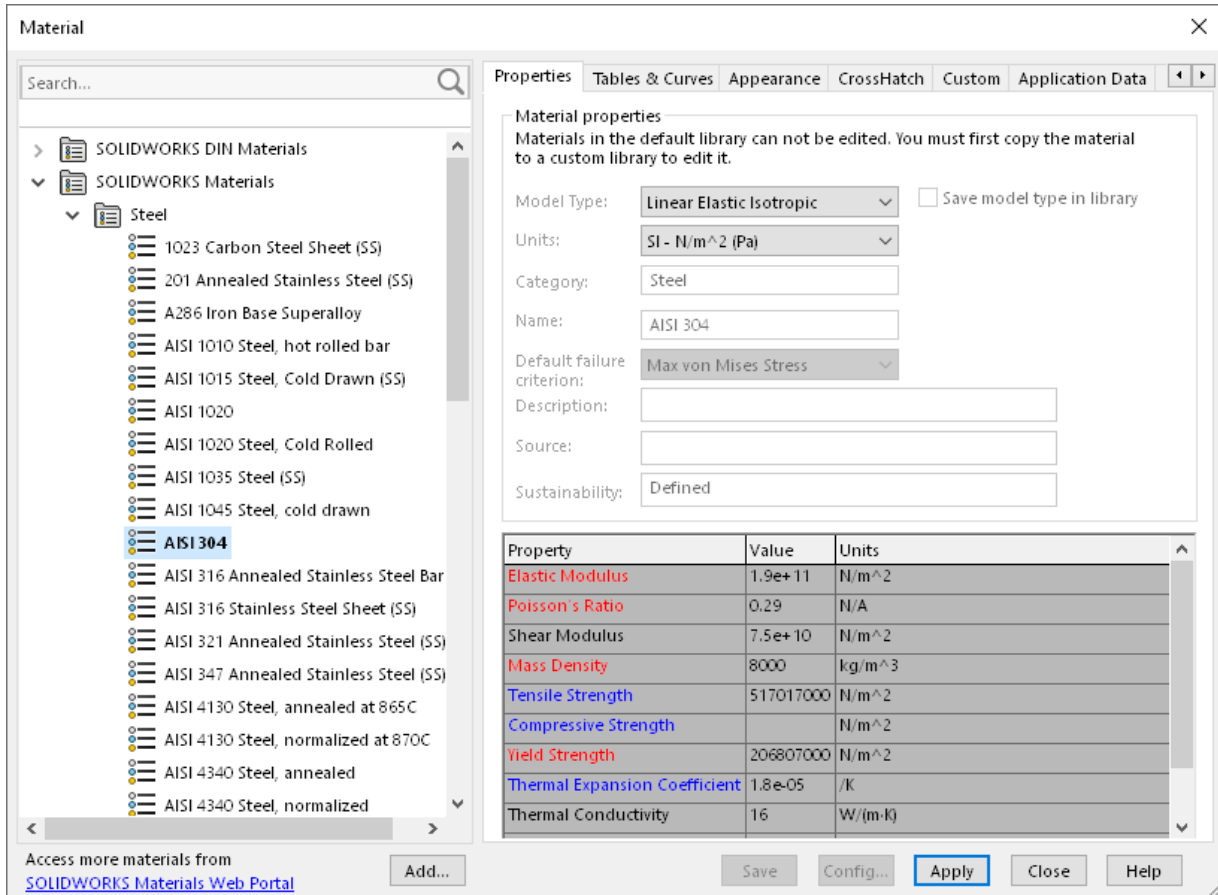 Material
Search...
SOLIDWORKS DIN Materials
SOLIDWORKS Materials
Steel
1023 Carbon Steel Sheet (SS)
201 Annealed Stainless Steel (SS)
A286 Iron Base Superalloy
AISI 1010 Steel, hot rolled bar
AISI 1015 Steel, Cold Drawn (SS)
AISI 1020
AISI 1020 Steel, Cold Rolled
AISI 1035 Steel (SS)
AISI 1045 Steel, cold drawn
AISI 304
AISI 316 Annealed Stainless Steel Bar
AISI 316 Stainless Steel Sheet (SS)
AISI 321 Annealed Stainless Steel (SS)
AISI 347 Annealed Stainless Steel (SS)
AISI 4130 Steel, annealed at 865C
AISI 4130 Steel, normalized at 870C
AISI 4340 Steel, annealed
AISI 4340 Steel, normalized
Access more materials from
SOLIDWORKS Materials Web Portal
Add...
Properties Tables & Curves Appearance CrossHatch Custom Application Data
Material properties
Materials in the default library can not be edited. You must first copy the material
to a custom library to edit it.
Model Type: Linear Elastic Isotropic Save model type in library
Units: SI - N/m^2 (Pa)
Category: Steel
Name: AISI 304
Default failure
criterion: Max von Mises Stress
Description:
Source:
Sustainability: Defined
Property Value Units
Elastic Modulus 1.9e+11 N/m^2
Poisson's Ratio 0.29 N/A
Shear Modulus 7.5e+10 N/m^2
Mass Density 8000 kg/m^3
Tensile Strength 517017000 N/m^2
Compressive Strength N/m^2
Yield Strength 206807000 N/m^2
Thermal Expansion Coefficient 1.8e-05 /K
Thermal Conductivity 16 W/(m·K)
Save Config... Apply Close Help